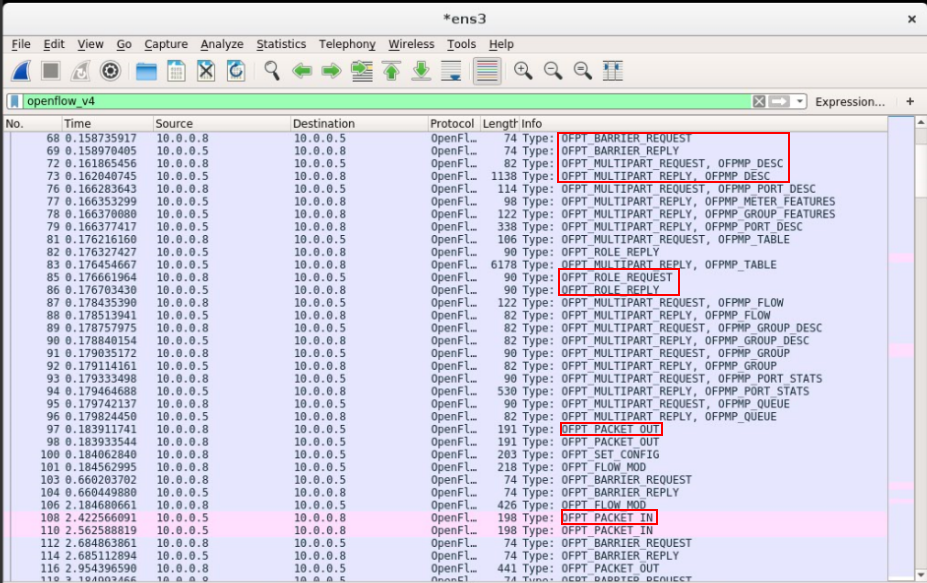 *ens3
File Edit View Go Capture Analyze Statistics Telephony Wireless Tools Help
openflow_v4 Expression... +
No. Time Source Destination Protocol Length Info
68 0.158735917 10.0.0.8 10.0.0.5 OpenFl… 74 Type: OFPT_BARRIER_REQUEST
69 0.158970405 10.0.0.5 10.0.0.8 OpenFl… 74 Type: OFPT_BARRIER_REPLY
72 0.161865456 10.0.0.8 10.0.0.5 OpenFl… 82 Type: OFPT_MULTIPART_REQUEST, OFPMP_DESC
73 0.162040745 10.0.0.5 10.0.0.8 OpenFl… 1138 Type: OFPT_MULTIPART_REPLY, OFPMP_DESC
76 0.166283643 10.0.0.8 10.0.0.5 OpenFl… 114 Type: OFPT_MULTIPART_REQUEST, OFPMP_PORT_DESC
77 0.166353299 10.0.0.5 10.0.0.8 OpenFl… 98 Type: OFPT_MULTIPART_REPLY, OFPMP_METER_FEATURES
78 0.166370080 10.0.0.5 10.0.0.8 OpenFl… 122 Type: OFPT_MULTIPART_REPLY, OFPMP_GROUP_FEATURES
79 0.166377417 10.0.0.5 10.0.0.8 OpenFl… 338 Type: OFPT_MULTIPART_REPLY, OFPMP_PORT_DESC
81 0.176216160 10.0.0.8 10.0.0.5 OpenFl… 106 Type: OFPT_MULTIPART_REQUEST, OFPMP_TABLE
82 0.176327427 10.0.0.5 10.0.0.8 OpenFl… 90 Type: OFPT_ROLE_REPLY
83 0.176454667 10.0.0.5 10.0.0.8 OpenFl… 6178 Type: OFPT_MULTIPART_REPLY, OFPMP_TABLE
85 0.176661964 10.0.0.8 10.0.0.5 OpenFl… 90 Type: OFPT_ROLE_REQUEST
86 0.176703430 10.0.0.5 10.0.0.8 OpenFl… 90 Type: OFPT_ROLE_REPLY
87 0.178435390 10.0.0.8 10.0.0.5 OpenFl… 122 Type: OFPT_MULTIPART_REQUEST, OFPMP_FLOW
88 0.178513941 10.0.0.5 10.0.0.8 OpenFl… 82 Type: OFPT_MULTIPART_REPLY, OFPMP_FLOW
89 0.178757975 10.0.0.8 10.0.0.5 OpenFl… 82 Type: OFPT_MULTIPART_REQUEST, OFPMP_GROUP_DESC
90 0.178840154 10.0.0.5 10.0.0.8 OpenFl… 82 Type: OFPT_MULTIPART_REPLY, OFPMP_GROUP_DESC
91 0.179035172 10.0.0.8 10.0.0.5 OpenFl… 90 Type: OFPT_MULTIPART_REQUEST, OFPMP_GROUP
92 0.179114161 10.0.0.5 10.0.0.8 OpenFl… 82 Type: OFPT_MULTIPART_REPLY, OFPMP_GROUP
93 0.179333498 10.0.0.8 10.0.0.5 OpenFl… 90 Type: OFPT_MULTIPART_REQUEST, OFPMP_PORT_STATS
94 0.179464688 10.0.0.5 10.0.0.8 OpenFl… 530 Type: OFPT_MULTIPART_REPLY, OFPMP_PORT_STATS
95 0.179742137 10.0.0.8 10.0.0.5 OpenFl… 90 Type: OFPT_MULTIPART_REQUEST, OFPMP_QUEUE
96 0.179824450 10.0.0.5 10.0.0.8 OpenFl… 82 Type: OFPT_MULTIPART_REPLY, OFPMP_QUEUE
97 0.183911741 10.0.0.8 10.0.0.5 OpenFl… 191 Type: OFPT_PACKET_OUT
98 0.183933544 10.0.0.8 10.0.0.5 OpenFl… 191 Type: OFPT_PACKET_OUT
100 0.184062840 10.0.0.8 10.0.0.5 OpenFl… 203 Type: OFPT_SET_CONFIG
101 0.184562995 10.0.0.8 10.0.0.5 OpenFl… 218 Type: OFPT_FLOW_MOD
103 0.660203702 10.0.0.8 10.0.0.5 OpenFl… 74 Type: OFPT_BARRIER_REQUEST
104 0.660449880 10.0.0.5 10.0.0.8 OpenFl… 74 Type: OFPT_BARRIER_REPLY
106 2.184680661 10.0.0.8 10.0.0.5 OpenFl… 426 Type: OFPT_FLOW_MOD
108 2.422566091 10.0.0.5 10.0.0.8 OpenFl… 198 Type: OFPT_PACKET_IN
110 2.562588819 10.0.0.5 10.0.0.8 OpenFl… 198 Type: OFPT_PACKET_IN
112 2.684863861 10.0.0.8 10.0.0.5 OpenFl… 74 Type: OFPT_BARRIER_REQUEST
114 2.685112894 10.0.0.5 10.0.0.8 OpenFl… 74 Type: OFPT_BARRIER_REPLY
116 2.954396590 10.0.0.8 10.0.0.5 OpenFl… 441 Type: OFPT_PACKET_OUT
118 3.184993466 10.0.0.8 10.0.0.5 OpenFl… 74 Type: OFPT_BARRIER_REQUEST